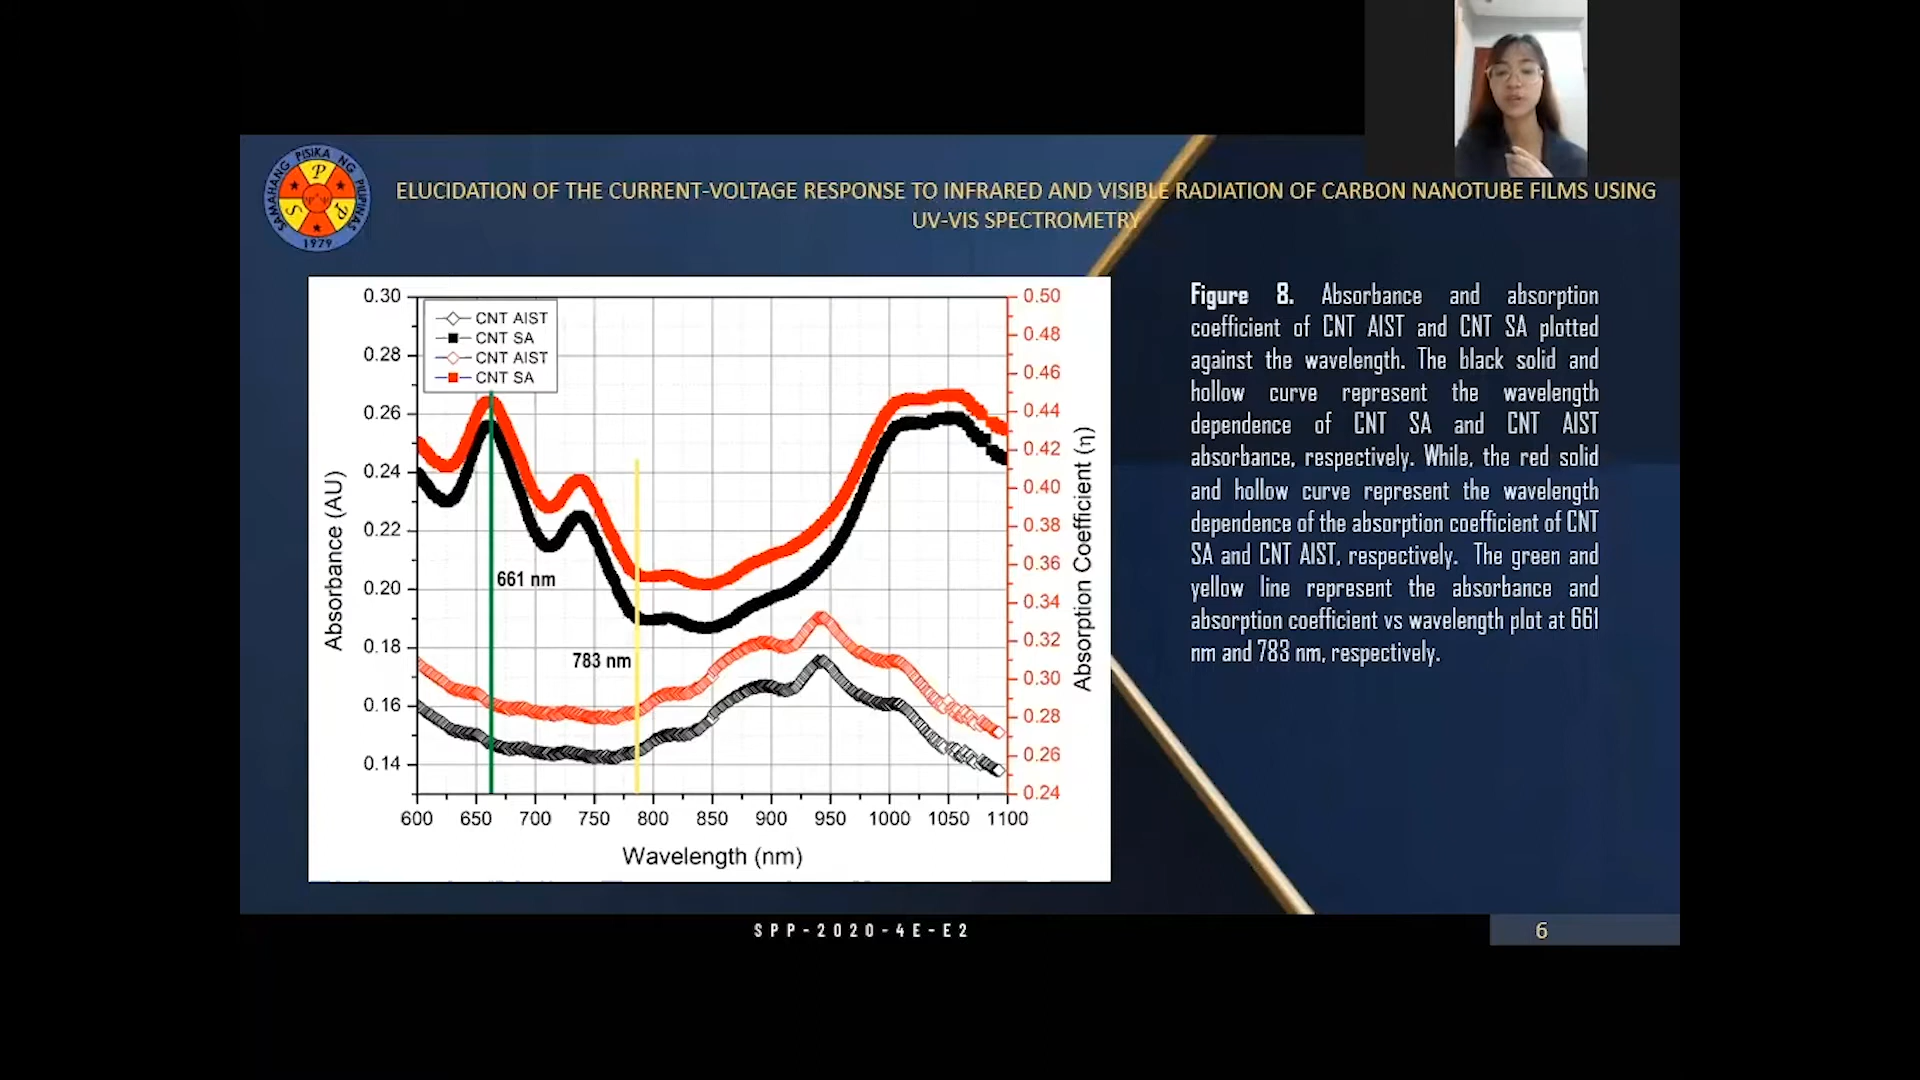 SAMAHANG PISIKA NG PILIPINAS
P
S P
1979
ELUCIDATION OF THE CURRENT-VOLTAGE RESPONSE TO INFRARED AND VISIBLE RADIATION OF CARBON NANOTUBE FILMS USING
UV-VIS SPECTROMETRY
0.30
0.28
0.26
0.24
0.22
0.20
0.18
0.16
0.14
Absorbance (AU)
CNT AIST
CNT SA
CNT AIST
CNT SA
661 nm
783 nm
0.50
0.48
0.46
0.44
0.42
0.40
0.38
0.36
0.34
0.32
0.30
0.28
0.26
0.24
Absorption Coefficient (η)
600 650 700 750 800 850 900 950 1000 1050 1100
Wavelength (nm)
Figure 8. Absorbance and absorption
coefficient of CNT AIST and CNT SA plotted
against the wavelength. The black solid and
hollow curve represent the wavelength
dependence of CNT SA and CNT AIST
absorbance, respectively. While, the red solid
and hollow curve represent the wavelength
dependence of the absorption coefficient of CNT
SA and CNT AIST, respectively. The green and
yellow line represent the absorbance and
absorption coefficient vs wavelength plot at 661
nm and 783 nm, respectively.
SPP-2020-4E-E2
6